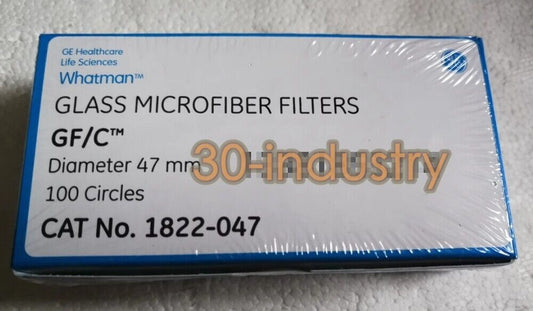 GE Healthcare
Life Sciences
Whatman™
GLASS MICROFIBER FILTERS
GF/C™
Diameter 47 mm
30-industry
100 Circles
CAT No. 1822-047